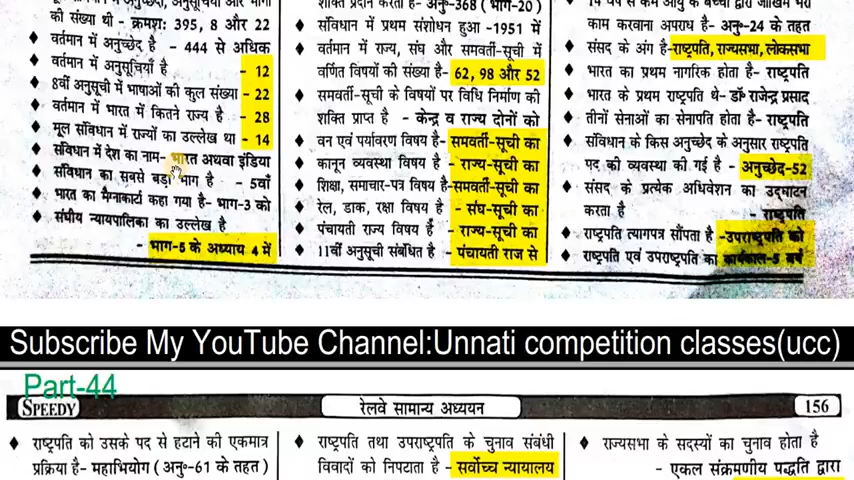 की संख्या थी - क्रमश: 395, 8 और 22
वर्तमान में अनुच्छेद है - 444 से अधिक
वर्तमान में अनुसूचियाँ है - 12
8वीं अनुसूची में भाषाओं की कुल संख्या - 22
वर्तमान में भारत में कितने राज्य है - 28
मूल संविधान में राज्यों का उल्लेख था - 14
संविधान में देश का नाम- भारत अथवा इंडिया
संविधान का सबसे बड़ा भाग है - 5वाँ
भारत का मैग्नाकार्टा कहा गया है- भाग-3 को
संघीय न्यायपालिका का उल्लेख है
- भाग-5 के अध्याय 4 में
शक्ति प्रदान करता है- अनु॰-368 (भाग-20)
संविधान में प्रथम संशोधन हुआ -1951 में
वर्तमान में राज्य, संघ और समवर्ती-सूची में
वर्णित विषयों की संख्या है- 62, 98 और 52
समवर्ती-सूची के विषयों पर विधि निर्माण की
शक्ति प्राप्त है - केन्द्र व राज्य दोनों को
वन एवं पर्यावरण विषय है- समवर्ती-सूची का
कानून व्यवस्था विषय है - राज्य-सूची का
शिक्षा, समाचार-पत्र विषय है-समवर्ती-सूची का
रेल, डाक, रक्षा विषय है - संघ-सूची का
पंचायती राज्य विषय है - राज्य-सूची का
11वीं अनुसूची संबंधित है - पंचायती राज से
14 वर्ष से कम आयु के बच्चों द्वारा जोखिम भरा
काम करवाना अपराध है- अनु॰-24 के तहत
संसद के अंग है-राष्ट्रपति, राज्यसभा, लोकसभा
भारत का प्रथम नागरिक होता है- राष्ट्रपति
भारत के प्रथम राष्ट्रपति थे- डॉ॰ राजेन्द्र प्रसाद
तीनों सेनाओं का सेनापति होता है- राष्ट्रपति
संविधान के किस अनुच्छेद के अनुसार राष्ट्रपति
पद की व्यवस्था की गई है - अनुच्छेद-52
संसद के प्रत्येक अधिवेशन का उद्घाटन
करता है - राष्ट्रपति
राष्ट्रपति त्यागपत्र सौंपता है -उपराष्ट्रपति को
राष्ट्रपति एवं उपराष्ट्रपति का कार्यकाल-5 वर्ष
Subscribe My YouTube Channel:Unnati competition classes(ucc)
Part-44
SPEEDY रेलवे सामान्य अध्ययन 156
राष्ट्रपति को उसके पद से हटाने की एकमात्र
प्रक्रिया है- महाभियोग (अनु॰-61 के तहत)
राष्ट्रपति तथा उपराष्ट्रपति के चुनाव संबंधी
विवादों को निपटाता है - सर्वोच्च न्यायालय
राज्यसभा के सदस्यों का चुनाव होता है
- एकल संक्रमणीय पद्धति द्वारा